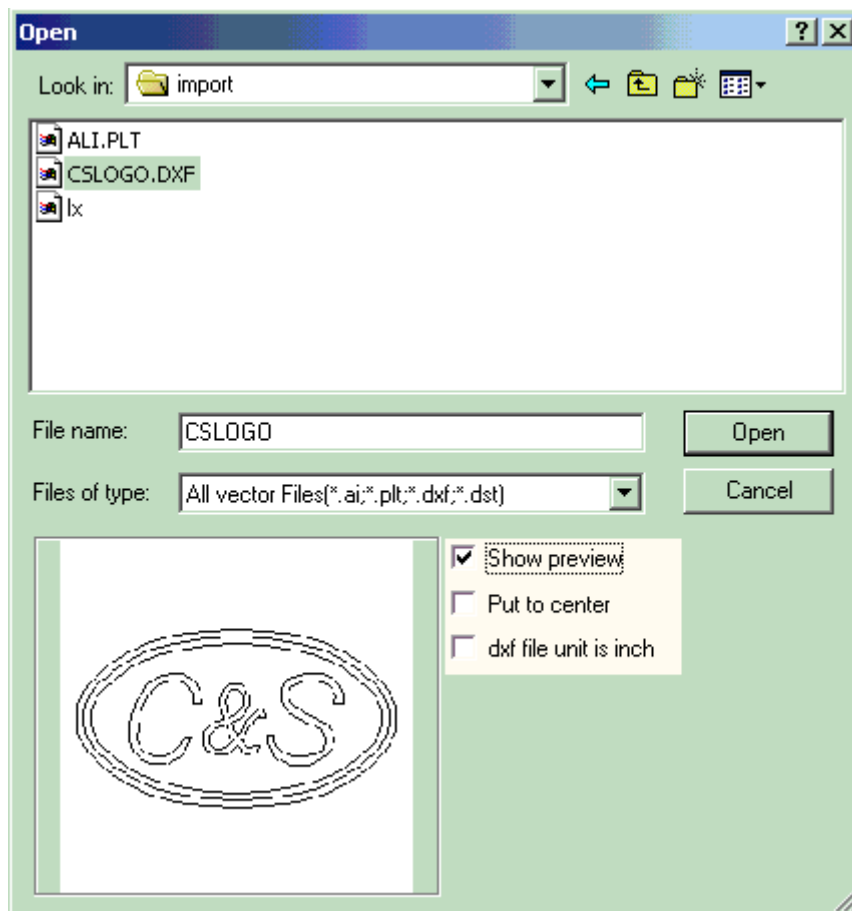 Open
Look in: import
ALI.PLT
CSLOGO.DXF
lx
File name: CSLOGO Open
Files of type: All vector Files(*.ai;*.plt;*.dxf;*.dst) Cancel
Show preview
Put to center
dxf file unit is inch
C&S